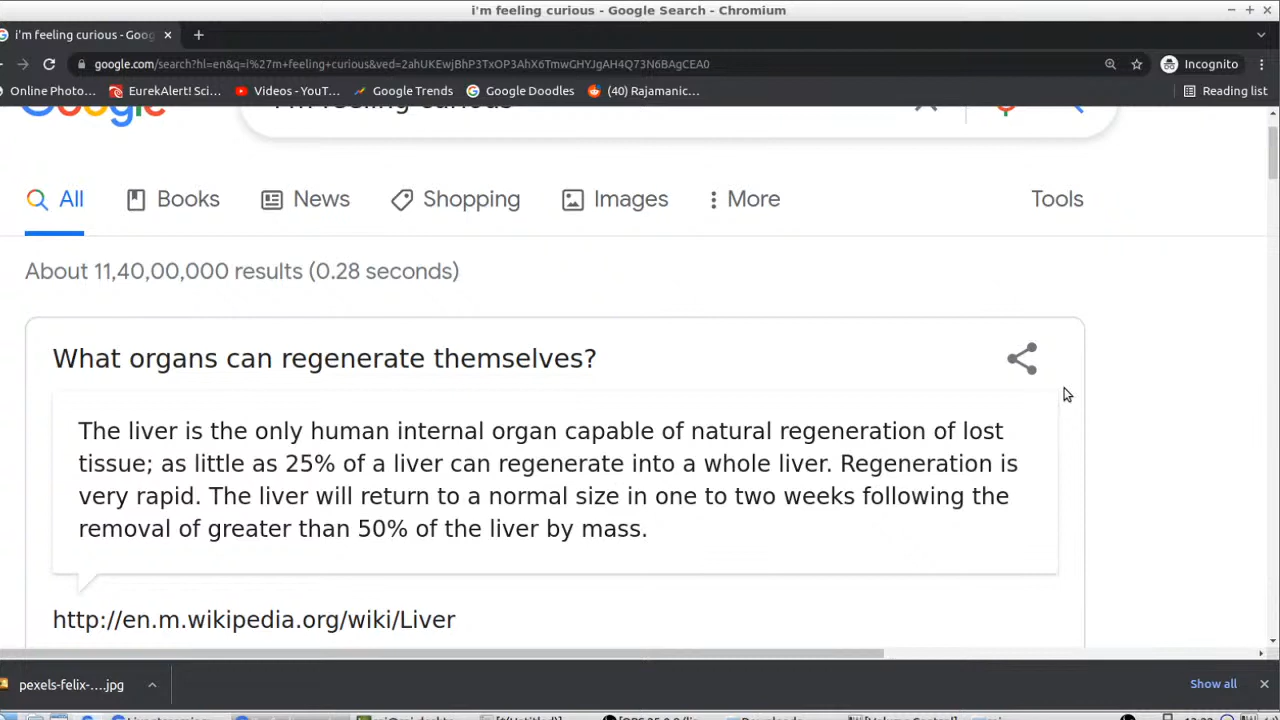 i'm feeling curious - Google Search - Chromium
i'm feeling curious - Goog
google.com/search?hl=en&q=i%27m+feeling+curious&ved=2ahUKEwjBhP3TxOP3AhX6TmwGHYJgAH4Q73N6BAgCEA0
Incognito
Online Photo...
EurekAlert! Sci...
Videos - YouT...
Google Trends
Google Doodles
(40) Rajamanic...
Reading list
Google
i'm feeling curious
All
Books
News
Shopping
Images
More
Tools
About 11,40,00,000 results (0.28 seconds)
What organs can regenerate themselves?
The liver is the only human internal organ capable of natural regeneration of lost
tissue; as little as 25% of a liver can regenerate into a whole liver. Regeneration is
very rapid. The liver will return to a normal size in one to two weeks following the
removal of greater than 50% of the liver by mass.
http://en.m.wikipedia.org/wiki/Liver
pexels-felix-....jpg
Show all